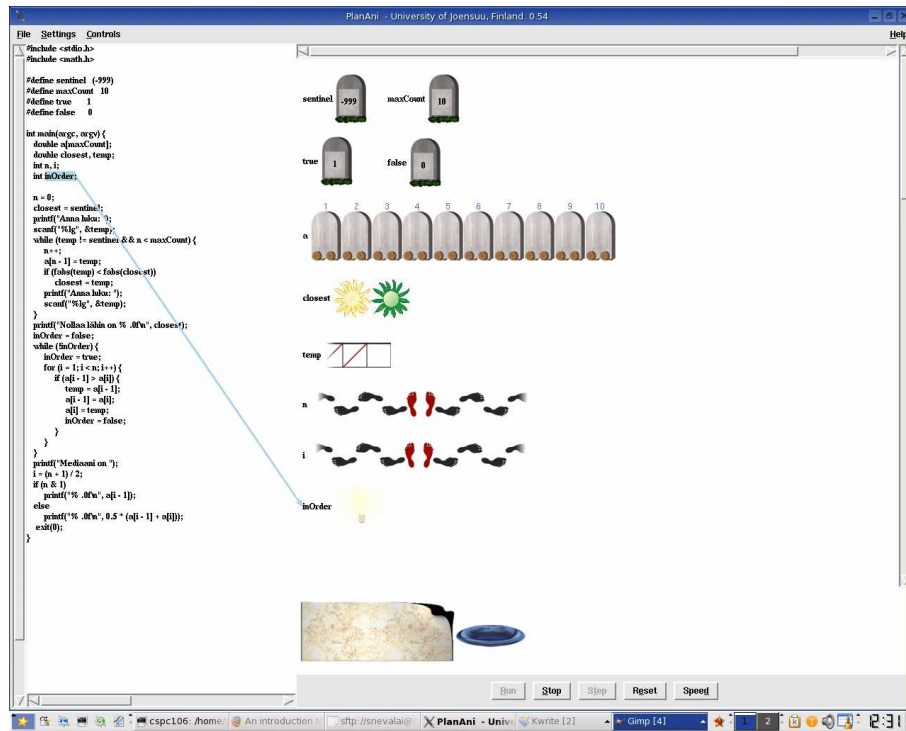 PlanAni - University of Joensuu, Finland. 0.54
File Settings Controls Help
#include <stdio.h>
#include <math.h>
#define sentinel (-999)
#define maxCount 10
#define true 1
#define false 0
int main(argc, argv) {
double a[maxCount];
double closest, temp;
int n, i;
int inOrder;
n = 0;
closest = sentinel;
printf("Anna luku: ");
scanf("%lg", &temp);
while (temp != sentinel && n < maxCount) {
n++;
a[n - 1] = temp;
if (fabs(temp) < fabs(closest))
closest = temp;
printf("Anna luku: ");
scanf("%lg", &temp);
}
printf("Nollaa lähin on % .0f\n", closest);
inOrder = false;
while (!inOrder) {
inOrder = true;
for (i = 1; i < n; i++) {
if (a[i - 1] > a[i]) {
temp = a[i - 1];
a[i - 1] = a[i];
a[i] = temp;
inOrder = false;
}
}
}
printf("Mediaani on ");
i = (n + 1) / 2;
if (n & 1)
printf("% .0f\n", a[i - 1]);
else
printf("% .0f\n", 0.5 * (a[i - 1] + a[i]));
exit(0);
}
sentinel -999 maxCount 10
true 1 false 0
1 2 3 4 5 6 7 8 9 10
a
closest
temp
n
i
inOrder
Run Stop Step Reset Speed
cspc106: /home/ An introduction sftp://snevalai@ PlanAni - Unive Kwrite [2] Gimp [4] 1 2 12:31